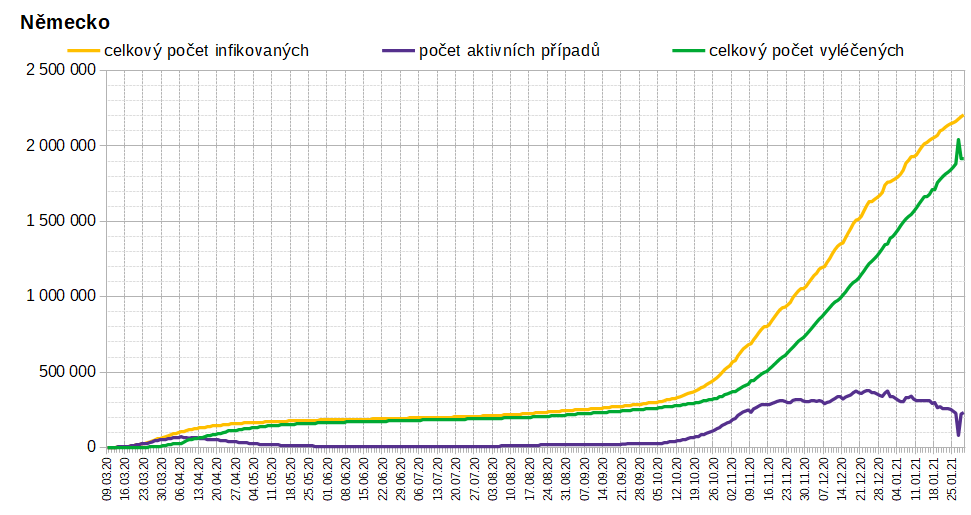 Německo
celkový počet infikovaných počet aktivních případů celkový počet vyléčených
2 500 000
2 000 000
1 500 000
1 000 000
500 000
0
09.03.20 16.03.20 23.03.20 30.03.20 06.04.20 13.04.20 20.04.20 27.04.20 04.05.20 11.05.20 18.05.20 25.05.20 01.06.20 08.06.20 15.06.20 22.06.20 29.06.20 06.07.20 13.07.20 20.07.20 27.07.20 03.08.20 10.08.20 17.08.20 24.08.20 31.08.20 07.09.20 14.09.20 21.09.20 28.09.20 05.10.20 12.10.20 19.10.20 26.10.20 02.11.20 09.11.20 16.11.20 23.11.20 30.11.20 07.12.20 14.12.20 21.12.20 28.12.20 04.01.21 11.01.21 18.01.21 25.01.21